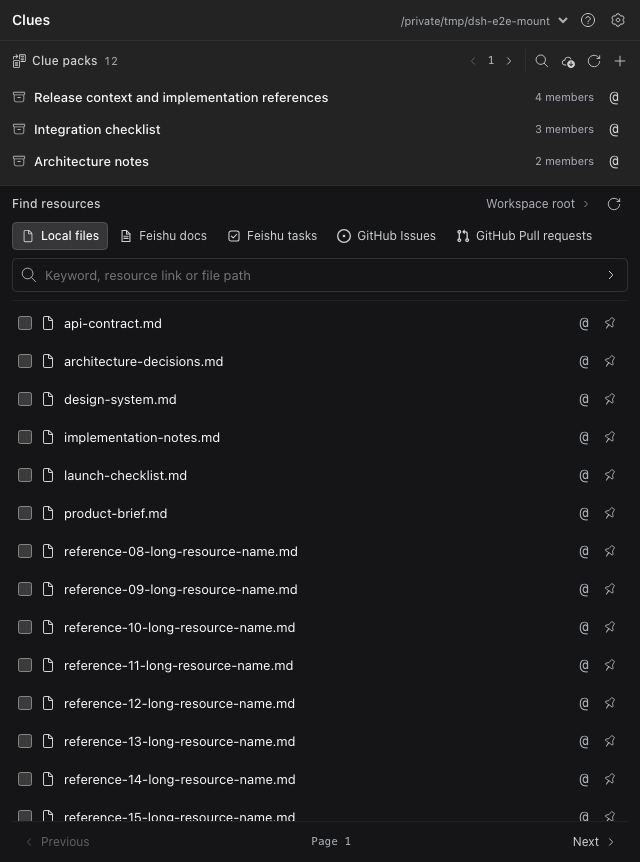 Clues /private/tmp/dsh-e2e-mount
Clue packs 12 1
Release context and implementation references 4 members @
Integration checklist 3 members @
Architecture notes 2 members @
Find resources Workspace root
Local files Feishu docs Feishu tasks GitHub Issues GitHub Pull requests
Keyword, resource link or file path
api-contract.md @
architecture-decisions.md @
design-system.md @
implementation-notes.md @
launch-checklist.md @
product-brief.md @
reference-08-long-resource-name.md @
reference-09-long-resource-name.md @
reference-10-long-resource-name.md @
reference-11-long-resource-name.md @
reference-12-long-resource-name.md @
reference-13-long-resource-name.md @
reference-14-long-resource-name.md @
reference-15-long-resource-name.md @
Previous Page 1 Next